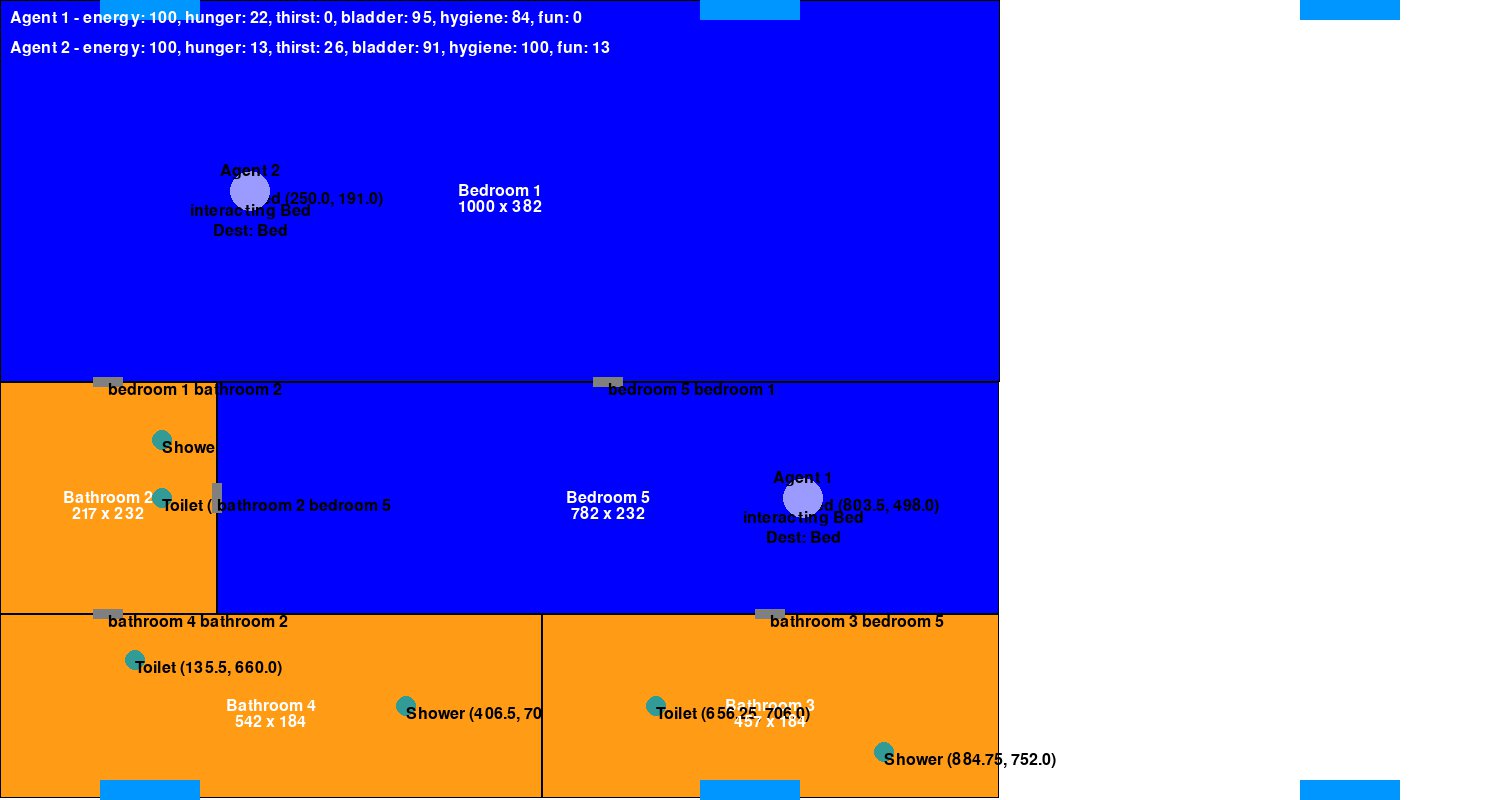 Agent 1 - energy: 100, hunger: 22, thirst: 0, bladder: 95, hygiene: 84, fun: 0
Agent 2 - energy: 100, hunger: 13, thirst: 26, bladder: 91, hygiene: 100, fun: 13
Agent 2
Bedroom 1
d (250.0, 191.0)
1000 x 382
interacting Bed
Dest: Bed
bedroom 1 bathroom 2
bedroom 5 bedroom 1
Showe
Agent 1
Bathroom 2
Bedroom 5
Toilet (
bathroom 2 bedroom 5
d (803.5, 498.0)
217 x 232
782 x 232
interacting Bed
Dest: Bed
bathroom 4 bathroom 2
bathroom 3 bedroom 5
Toilet (135.5, 660.0)
Bathroom 4
Bathroom 3
Shower (406.5, 70
Toilet (656.25, 706.0)
542 x 184
457 x 184
Shower (884.75, 752.0)